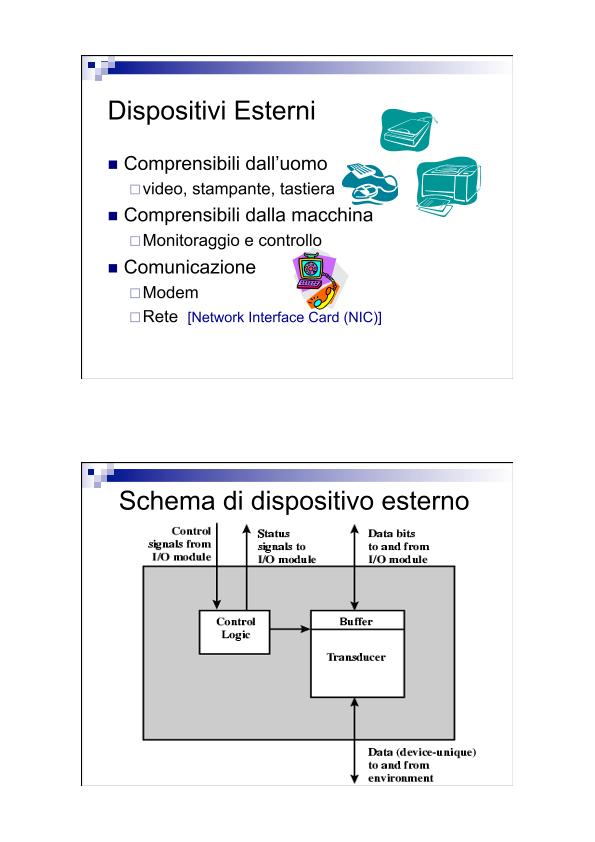 Dispositivi Esterni
Comprensibili dall'uomo
video, stampante, tastiera
Comprensibili dalla macchina
Monitoraggio e controllo
Comunicazione
Modem
Rete [Network Interface Card (NIC)]
Schema di dispositivo esterno
Control
signals from
I/O module
Status
signals to
I/O module
Data bits
to and from
I/O module
Control
Logic
Buffer
Transducer
Data (device-unique)
to and from
environment